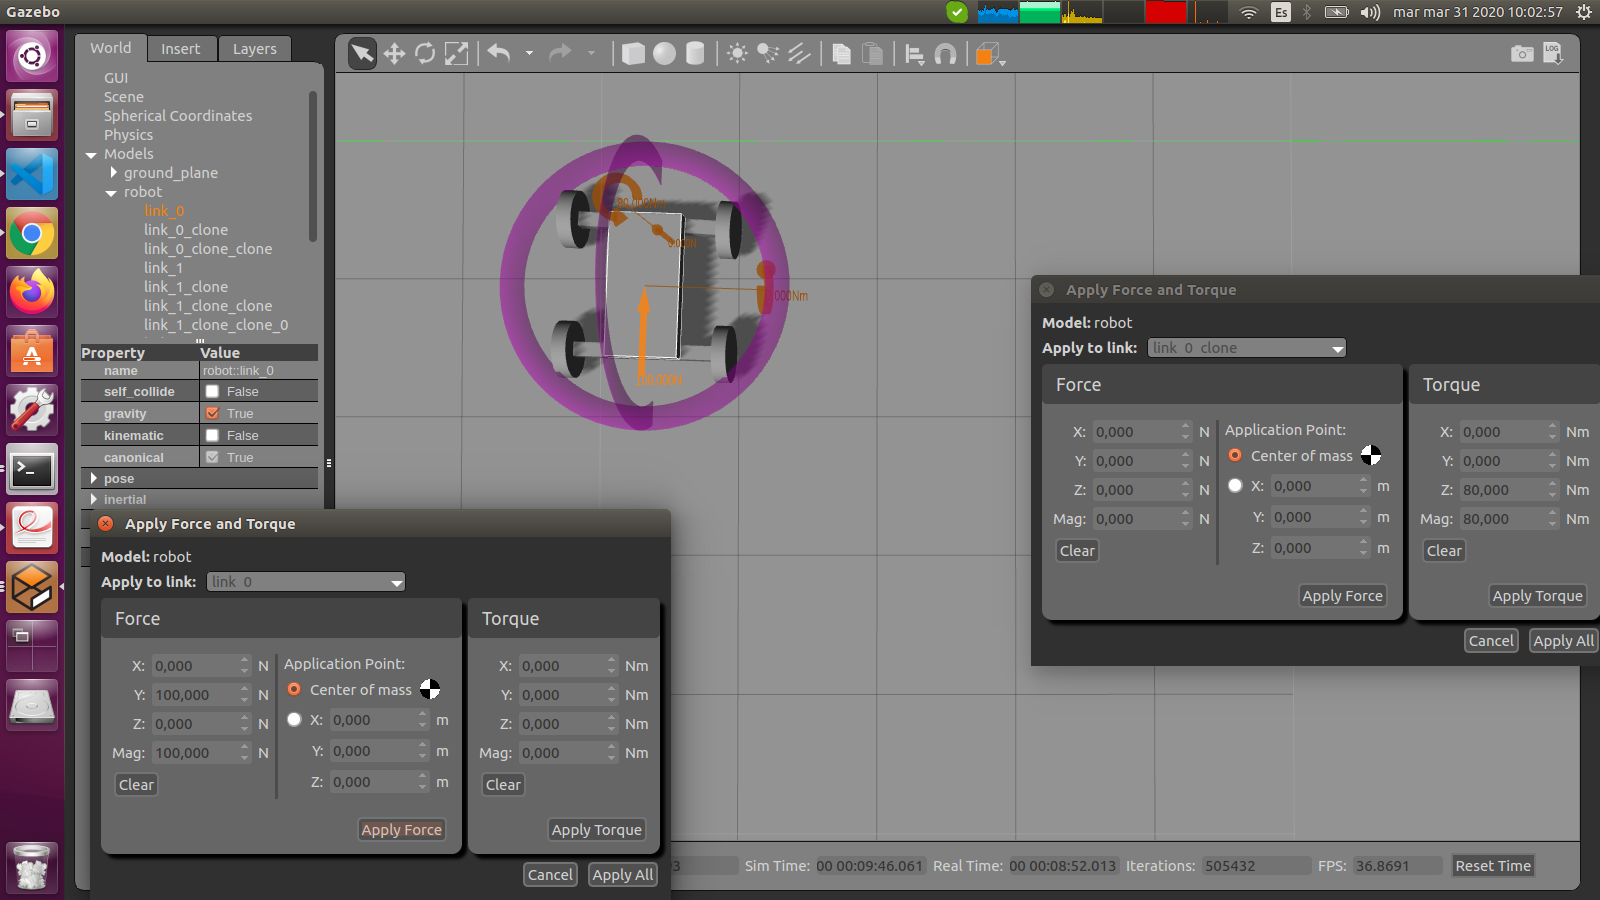 Gazebo
Es
mar mar 31 2020 10:02:57
World
Insert
Layers
LOG
GUI
Scene
Spherical Coordinates
Physics
Models
ground_plane
robot
link_0
link_0_clone
link_0_clone_clone
link_1
link_1_clone
link_1_clone_clone
link_1_clone_clone_0
Property Value
name robot::link_0
self_collide False
gravity True
kinematic False
canonical True
pose
inertial
000Nm
Apply Force and Torque
Model: robot
Apply to link: link_0_clone
Force
X: 0,000 N
Y: 0,000 N
Z: 0,000 N
Mag: 0,000 N
Clear
Application Point:
Center of mass
X: 0,000 m
Y: 0,000 m
Z: 0,000 m
Apply Force
Torque
X: 0,000 Nm
Y: 0,000 Nm
Z: 80,000 Nm
Mag: 80,000 Nm
Clear
Apply Torque
Cancel
Apply All
Apply Force and Torque
Model: robot
Apply to link: link_0
Force
X: 0,000 N
Y: 100,000 N
Z: 0,000 N
Mag: 100,000 N
Clear
Application Point:
Center of mass
X: 0,000 m
Y: 0,000 m
Z: 0,000 m
Apply Force
Torque
X: 0,000 Nm
Y: 0,000 Nm
Z: 0,000 Nm
Mag: 0,000 Nm
Clear
Apply Torque
Cancel
Apply All
3 Sim Time: 00 00:09:46.061 Real Time: 00 00:08:52.013 Iterations: 505432 FPS: 36.8691 Reset Time